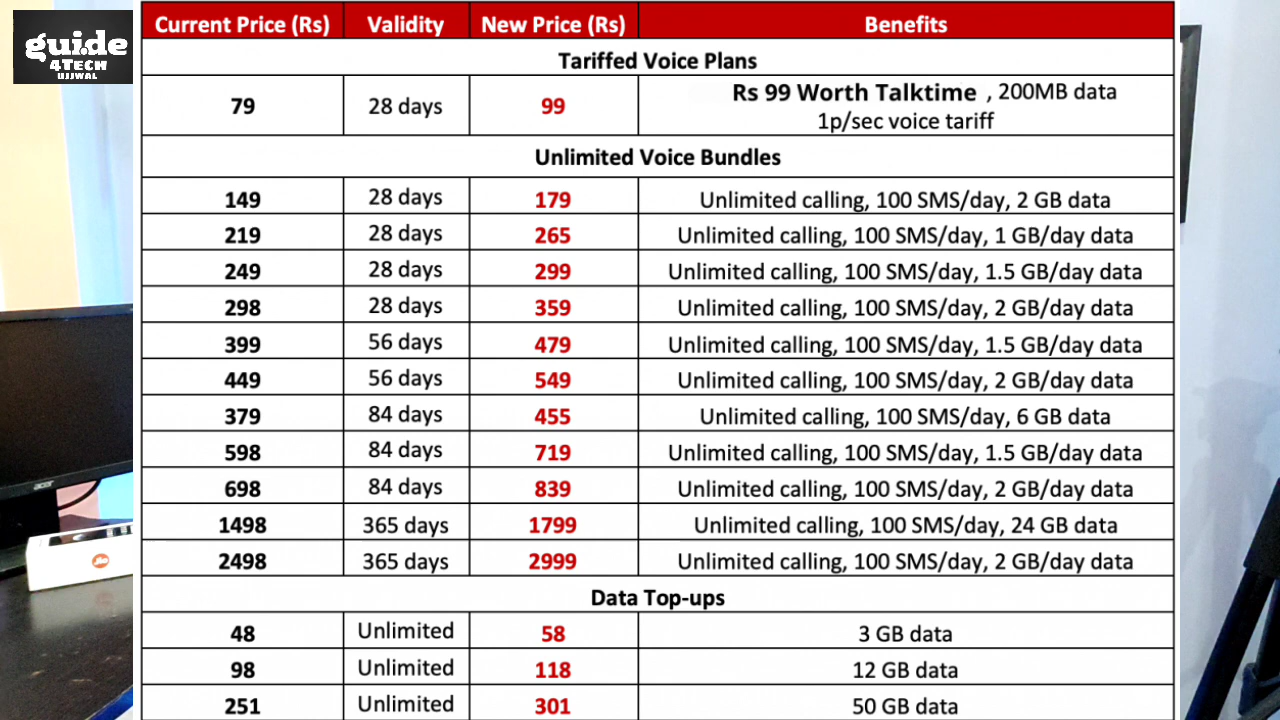 guide
4TECH
UJJWAL
Current Price (Rs) Validity New Price (Rs) Benefits
Tariffed Voice Plans
79 28 days 99 Rs 99 Worth Talktime , 200MB data
1p/sec voice tariff
Unlimited Voice Bundles
149 28 days 179 Unlimited calling, 100 SMS/day, 2 GB data
219 28 days 265 Unlimited calling, 100 SMS/day, 1 GB/day data
249 28 days 299 Unlimited calling, 100 SMS/day, 1.5 GB/day data
298 28 days 359 Unlimited calling, 100 SMS/day, 2 GB/day data
399 56 days 479 Unlimited calling, 100 SMS/day, 1.5 GB/day data
449 56 days 549 Unlimited calling, 100 SMS/day, 2 GB/day data
379 84 days 455 Unlimited calling, 100 SMS/day, 6 GB data
598 84 days 719 Unlimited calling, 100 SMS/day, 1.5 GB/day data
698 84 days 839 Unlimited calling, 100 SMS/day, 2 GB/day data
1498 365 days 1799 Unlimited calling, 100 SMS/day, 24 GB data
2498 365 days 2999 Unlimited calling, 100 SMS/day, 2 GB/day data
Data Top-ups
48 Unlimited 58 3 GB data
98 Unlimited 118 12 GB data
251 Unlimited 301 50 GB data
acer
Jio